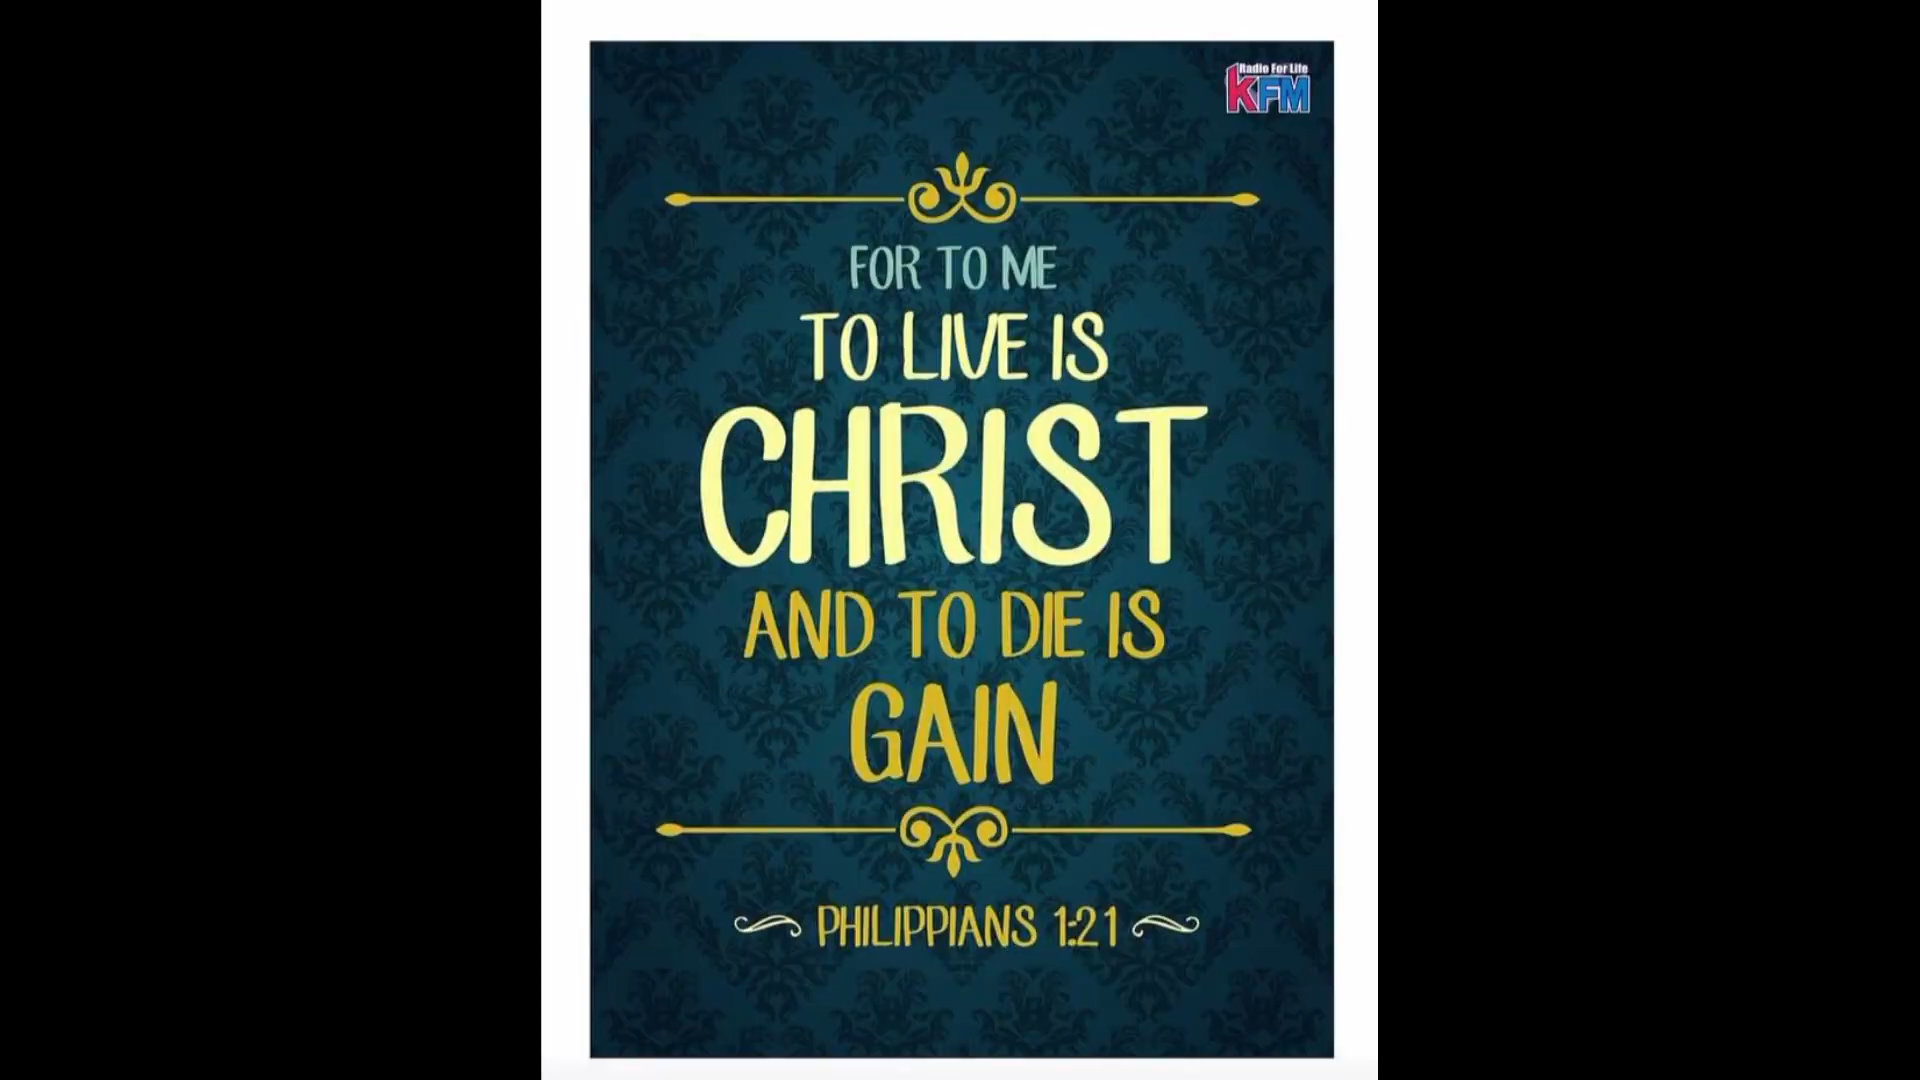 Radio For Life
KFM
FOR TO ME
TO LIVE IS
CHRIST
AND TO DIE IS
GAIN
PHILIPPIANS 1:21